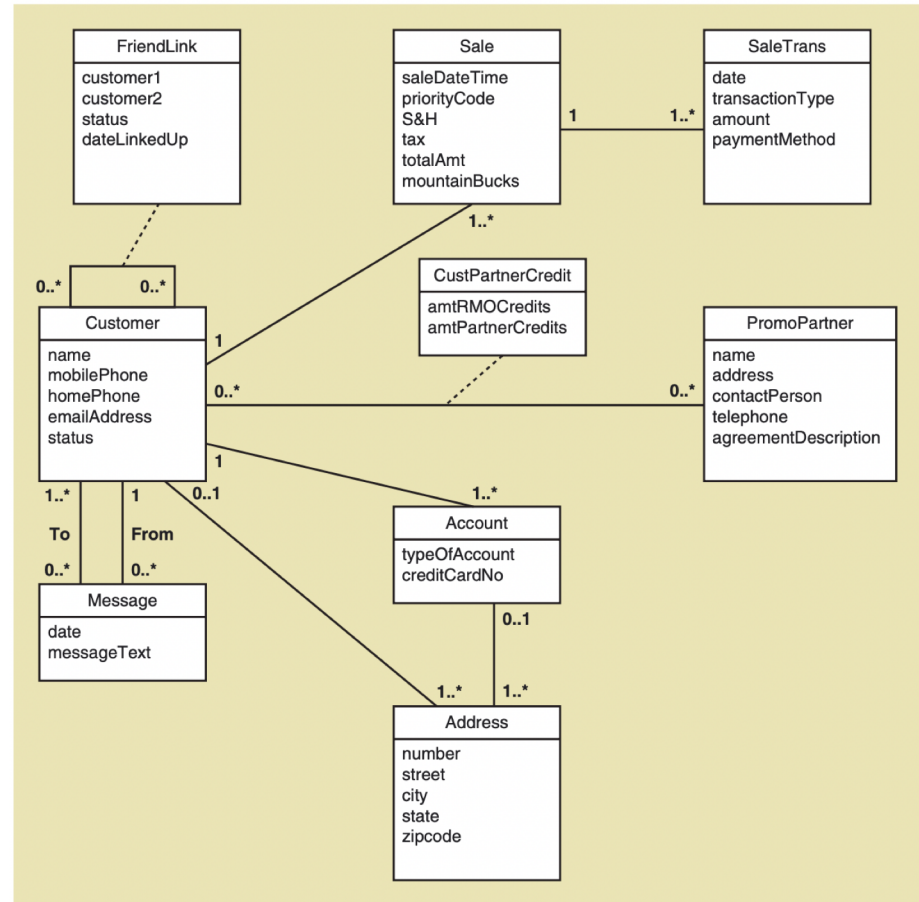 FriendLink
customer1
customer2
status
dateLinkedUp
Sale
saleDateTime
priorityCode
S&H
tax
totalAmt
mountainBucks
SaleTrans
date
transactionType
amount
paymentMethod
1
1..*
1..*
0..*
0..*
CustPartnerCredit
amtRMOCredits
amtPartnerCredits
Customer
name
mobilePhone
homePhone
emailAddress
status
1
0..*
0..*
PromoPartner
name
address
contactPerson
telephone
agreementDescription
1
0..1
1..*
1..*
1
To
From
0..*
0..*
Message
date
messageText
Account
typeOfAccount
creditCardNo
0..1
1..*
1..*
Address
number
street
city
state
zipcode